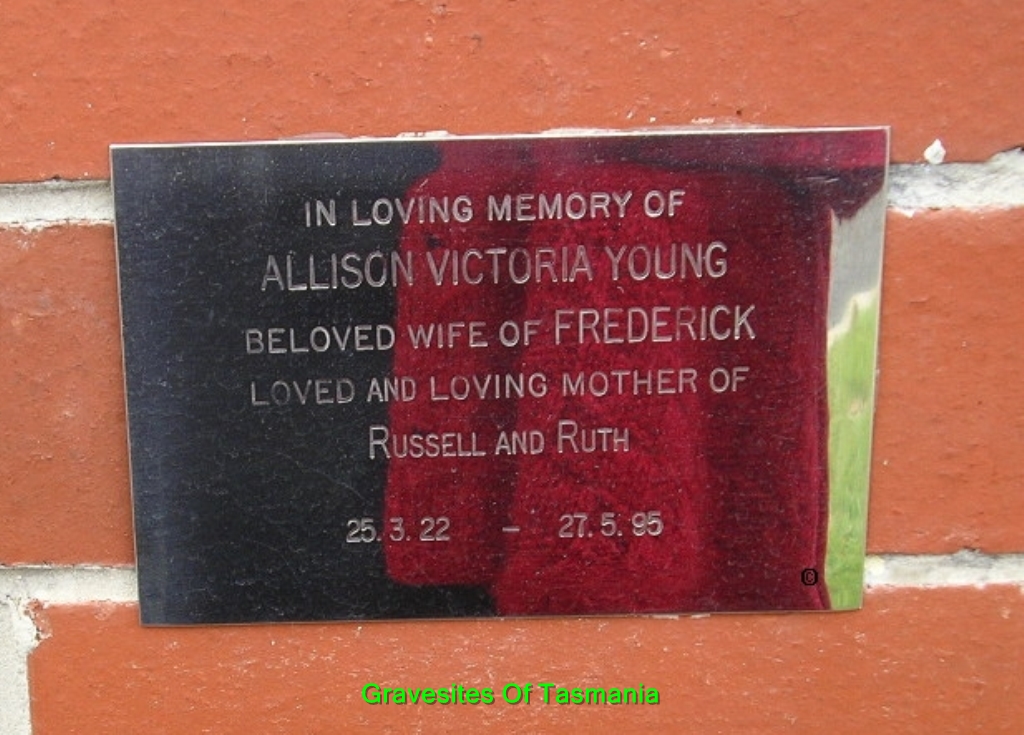 IN LOVING MEMORY OF
ALLISON VICTORIA YOUNG
BELOVED WIFE OF FREDERICK
LOVED AND LOVING MOTHER OF
RUSSELL AND RUTH
25.3.22 – 27.5.95
©
Gravesites Of Tasmania